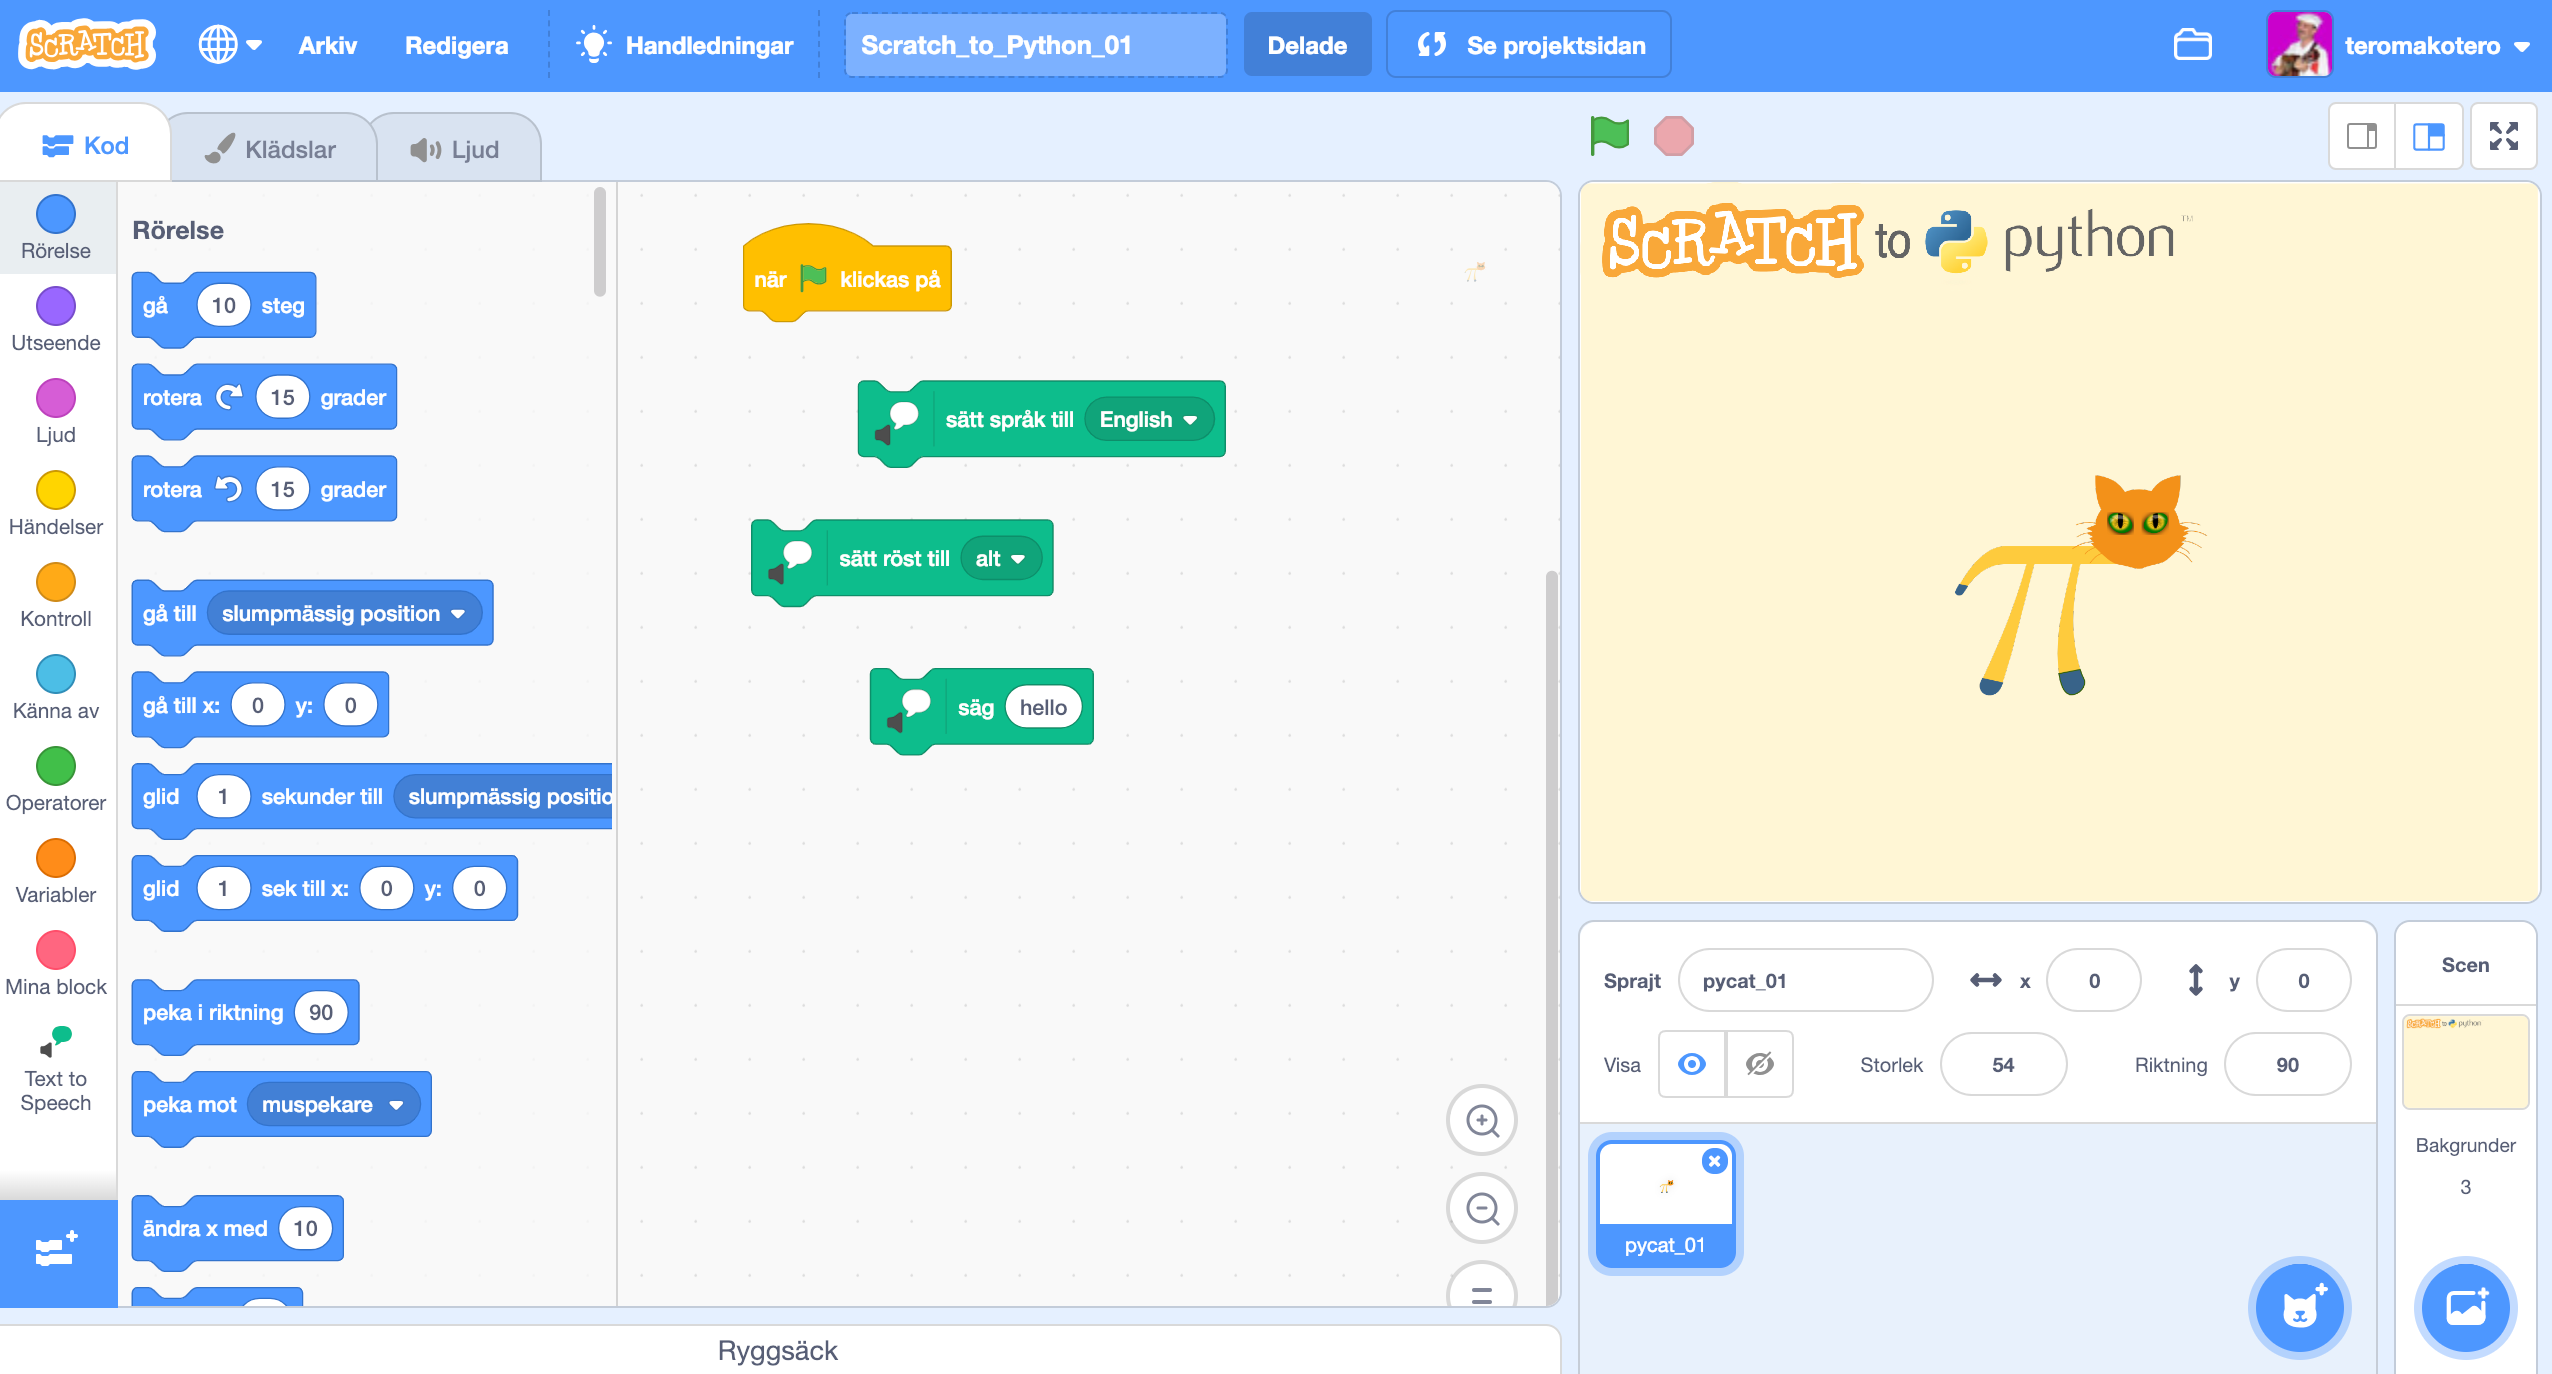 SCRATCH Arkiv Redigera Handledningar Scratch_to_Python_01 Delade Se projektsidan teromakotero
Kod Klädslar Ljud
Rörelse
Utseende
Ljud
Händelser
Kontroll
Känna av
Operatorer
Variabler
Mina block
Text to
Speech
Rörelse
gå 10 steg
rotera 15 grader
rotera 15 grader
gå till slumpmässig position
gå till x: 0 y: 0
glid 1 sekunder till slumpmässig positio
glid 1 sek till x: 0 y: 0
peka i riktning 90
peka mot muspekare
ändra x med 10
när klickas på
sätt språk till English
sätt röst till alt
säg hello
Ryggsäck
SCRATCH to python™
Sprajt pycat_01 x 0 y 0
Visa Storlek 54 Riktning 90
pycat_01
Scen
SCRATCH to python
Bakgrunder
3